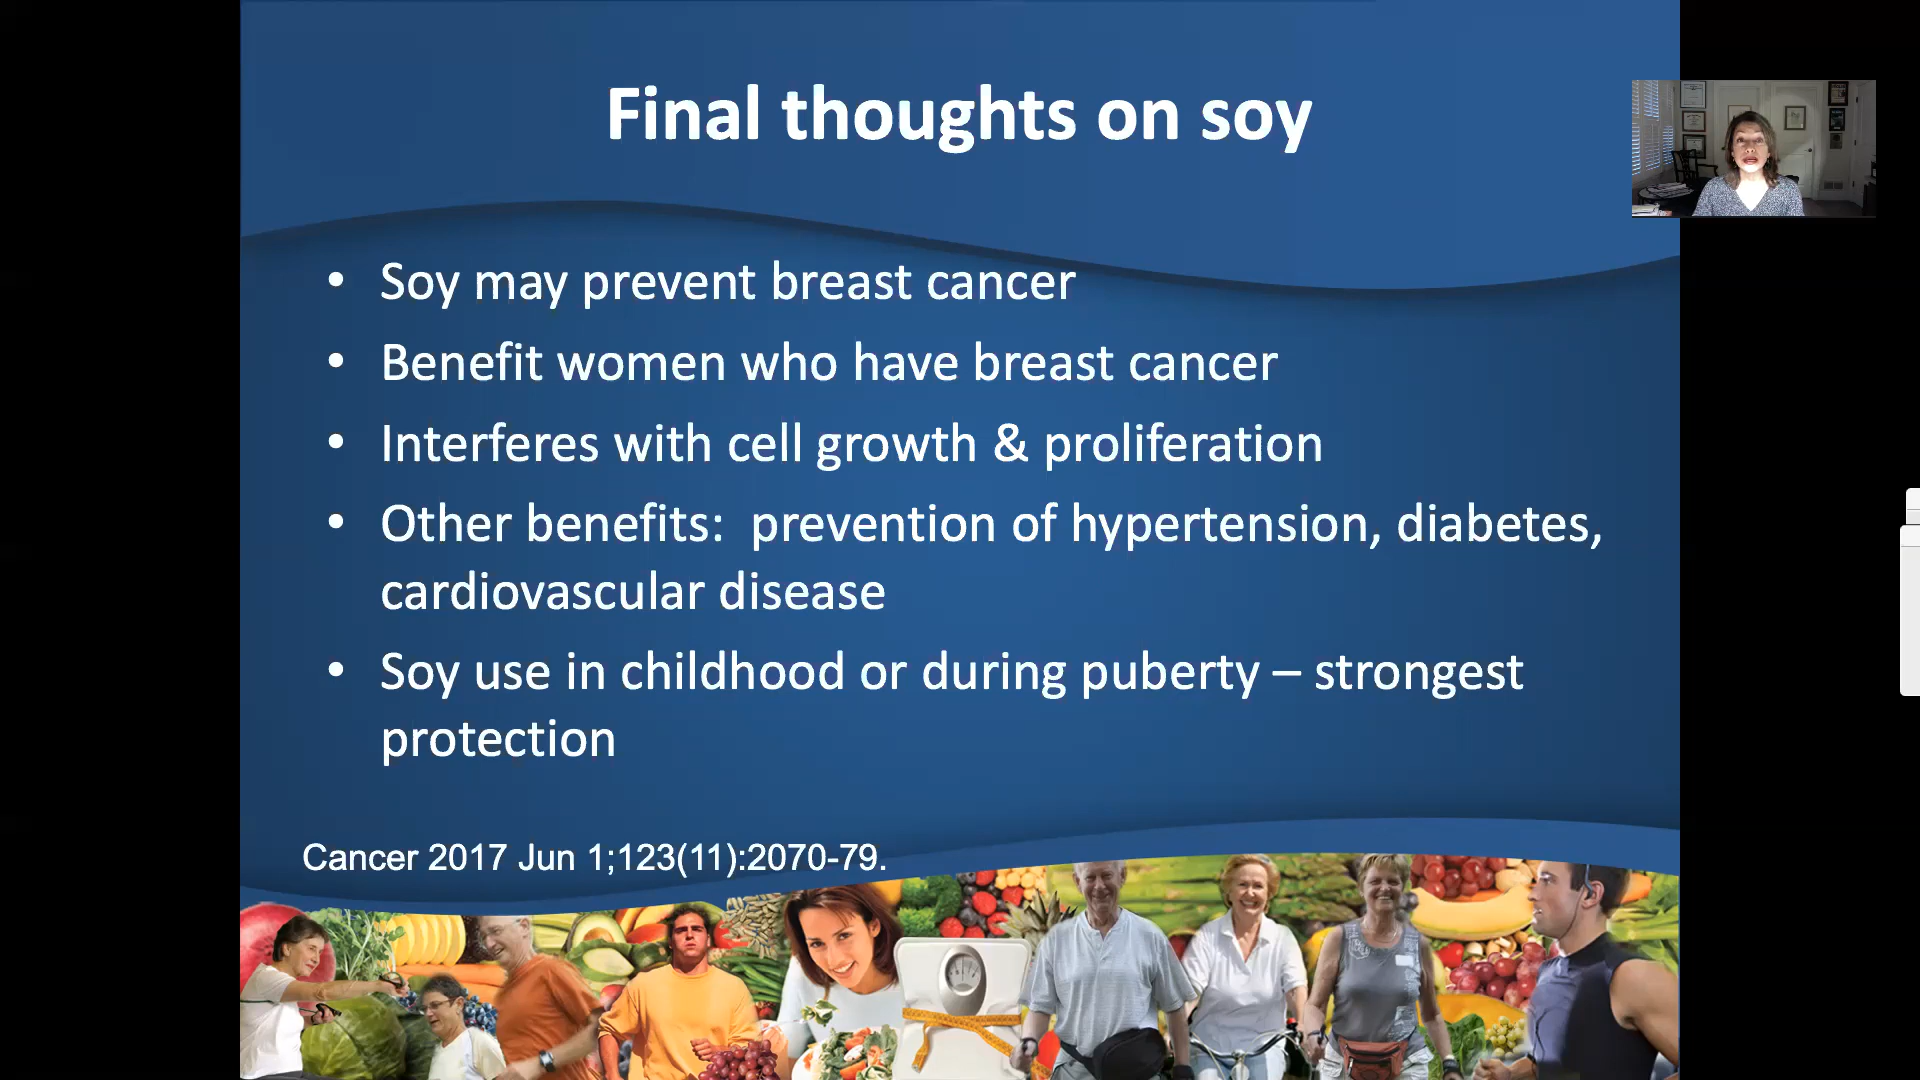 Final thoughts on soy
• Soy may prevent breast cancer
• Benefit women who have breast cancer
• Interferes with cell growth & proliferation
• Other benefits:  prevention of hypertension, diabetes,
cardiovascular disease
• Soy use in childhood or during puberty – strongest
protection
Cancer 2017 Jun 1;123(11):2070-79.